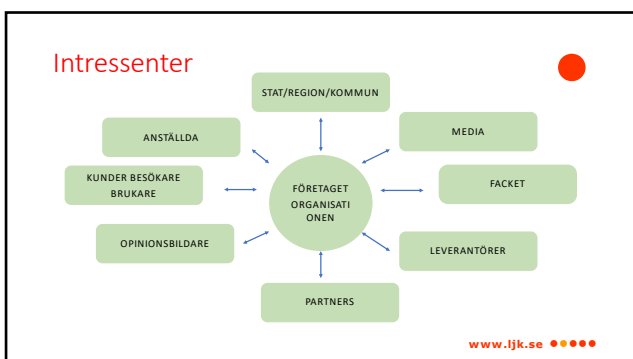 Intressenter
STAT/REGION/KOMMUN
ANSTÄLLDA
MEDIA
KUNDER BESÖKARE
BRUKARE
FÖRETAGET
ORGANISATI
ONEN
FACKET
OPINIONSBILDARE
LEVERANTÖRER
PARTNERS
www.ljk.se